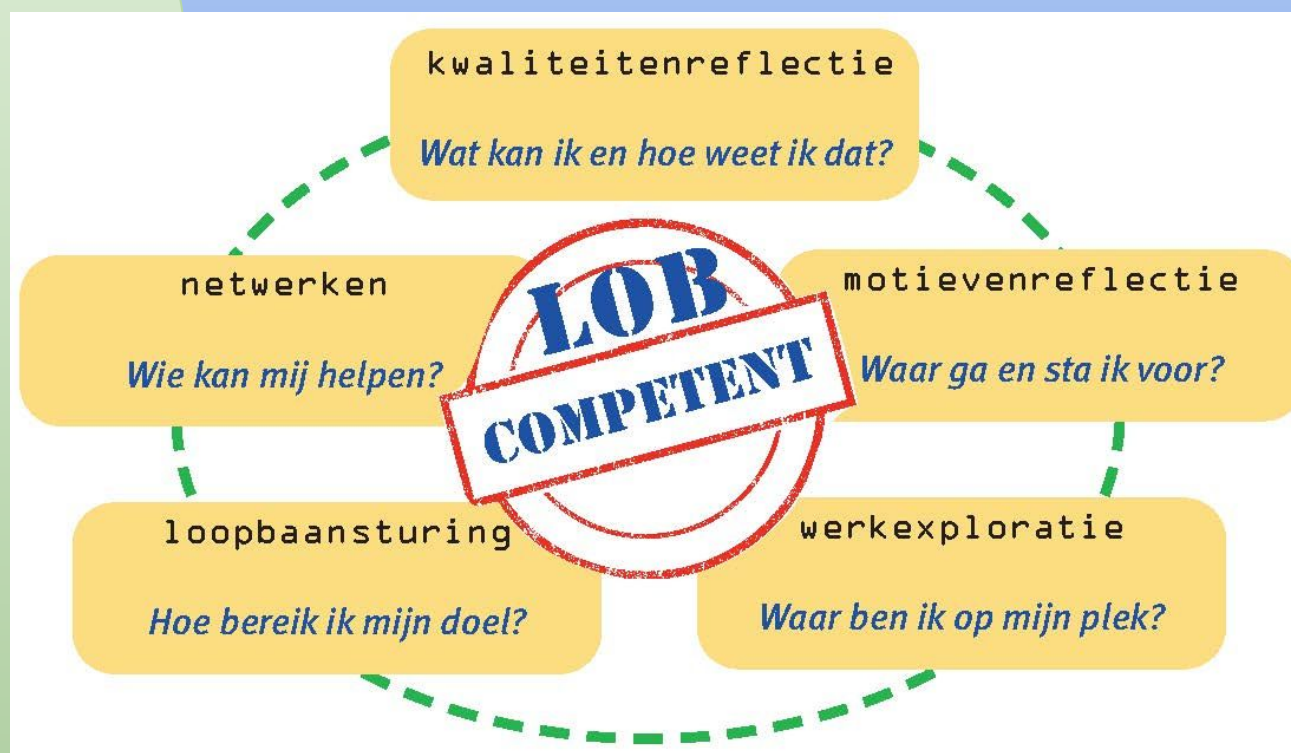 kwaliteitenreflectie
Wat kan ik en hoe weet ik dat?
netwerken
Wie kan mij helpen?
LOB
COMPETENT
motievenreflectie
Waar ga en sta ik voor?
loopbaansturing
Hoe bereik ik mijn doel?
werkexploratie
Waar ben ik op mijn plek?